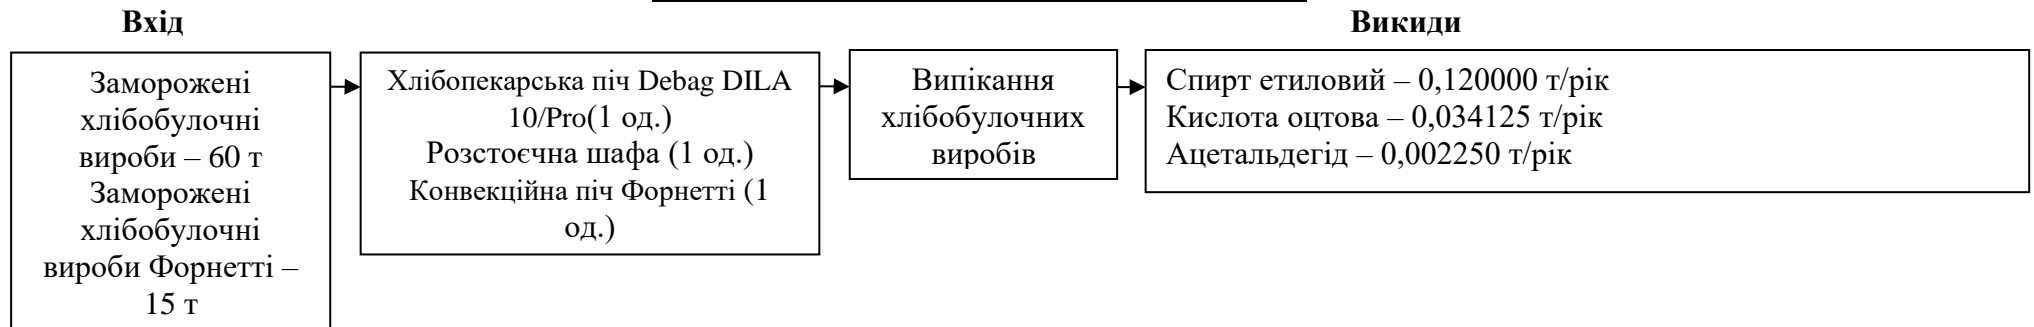 Вхід
Викиди
Заморожені
хлібобулочні
вироби – 60 т
Заморожені
хлібобулочні
вироби Форнетті –
15 т
Хлібопекарська піч Debag DILA
10/Pro(1 од.)
Розстоєчна шафа (1 од.)
Конвекційна піч Форнетті (1
од.)
Випікання
хлібобулочних
виробів
Спирт етиловий – 0,120000 т/рік
Кислота оцтова – 0,034125 т/рік
Ацетальдегід – 0,002250 т/рік